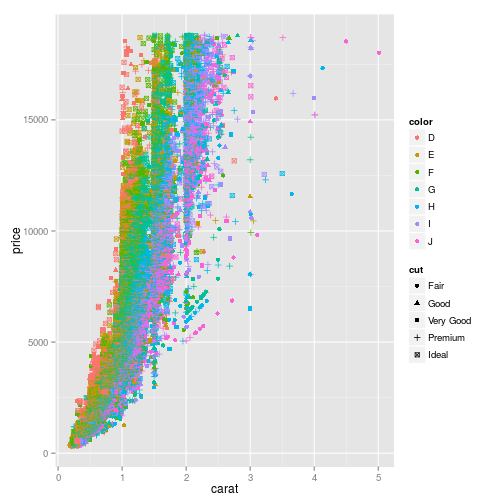 15000
10000
5000
0
price
0
1
2
3
4
5
carat
color
D
E
F
G
H
I
J
cut
Fair
Good
Very Good
Premium
Ideal